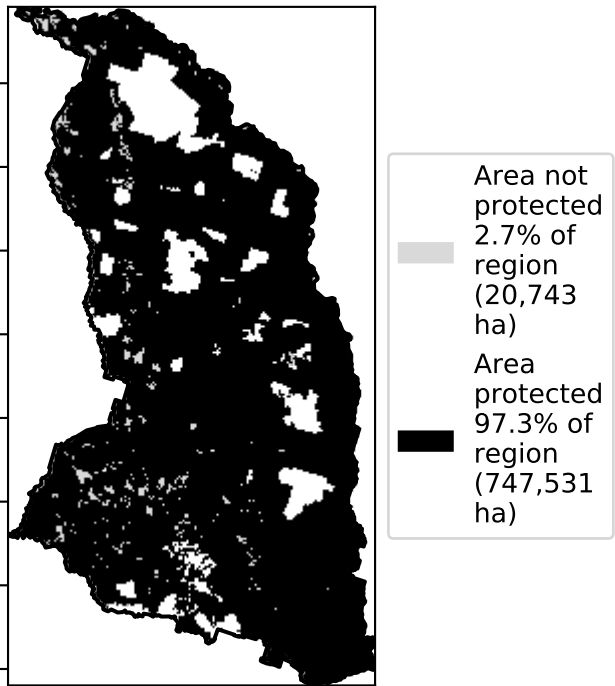 Area not
protected
2.7% of
region
(20,743
ha)
Area
protected
97.3% of
region
(747,531
ha)